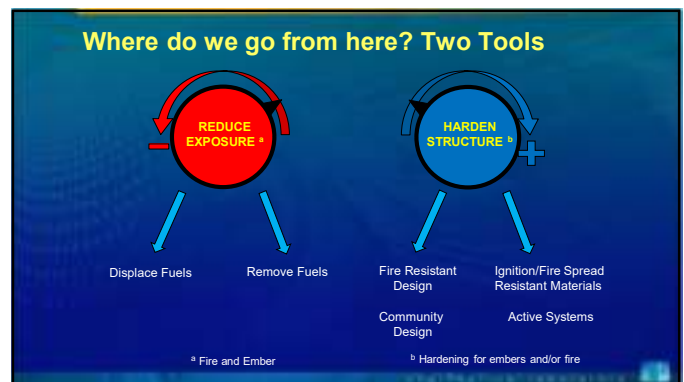 Where do we go from here? Two Tools
REDUCE
EXPOSURE a
HARDEN
STRUCTURE b
Displace Fuels
Remove Fuels
Fire Resistant
Design
Ignition/Fire Spread
Resistant Materials
Community
Design
Active Systems
a Fire and Ember
b Hardening for embers and/or fire